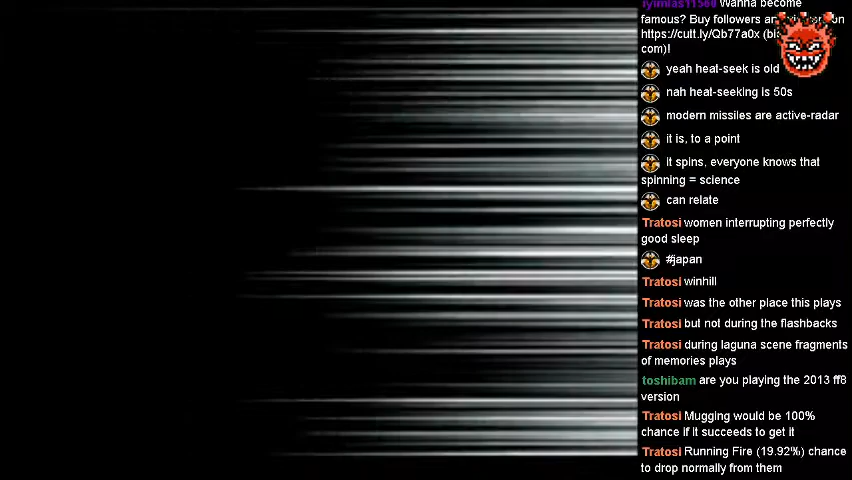 iyimias11560 Wanna become
famous? Buy followers an
https://cutt.ly/Qb77a0x
com)!
yeah heat-seek is old
nah heat-seeking is 50s
modern missiles are active-radar
it is, to a point
it spins, everyone knows that
spinning = science
can relate
Tratosi women interrupting perfectly
good sleep
#japan
Tratosi winhill
Tratosi was the other place this plays
Tratosi but not during the flashbacks
Tratosi during laguna scene fragments
of memories plays
toshibam are you playing the 2013 ff8
version
Tratosi Mugging would be 100%
chance if it succeeds to get it
Tratosi Running Fire (19.92%) chance
to drop normally from them